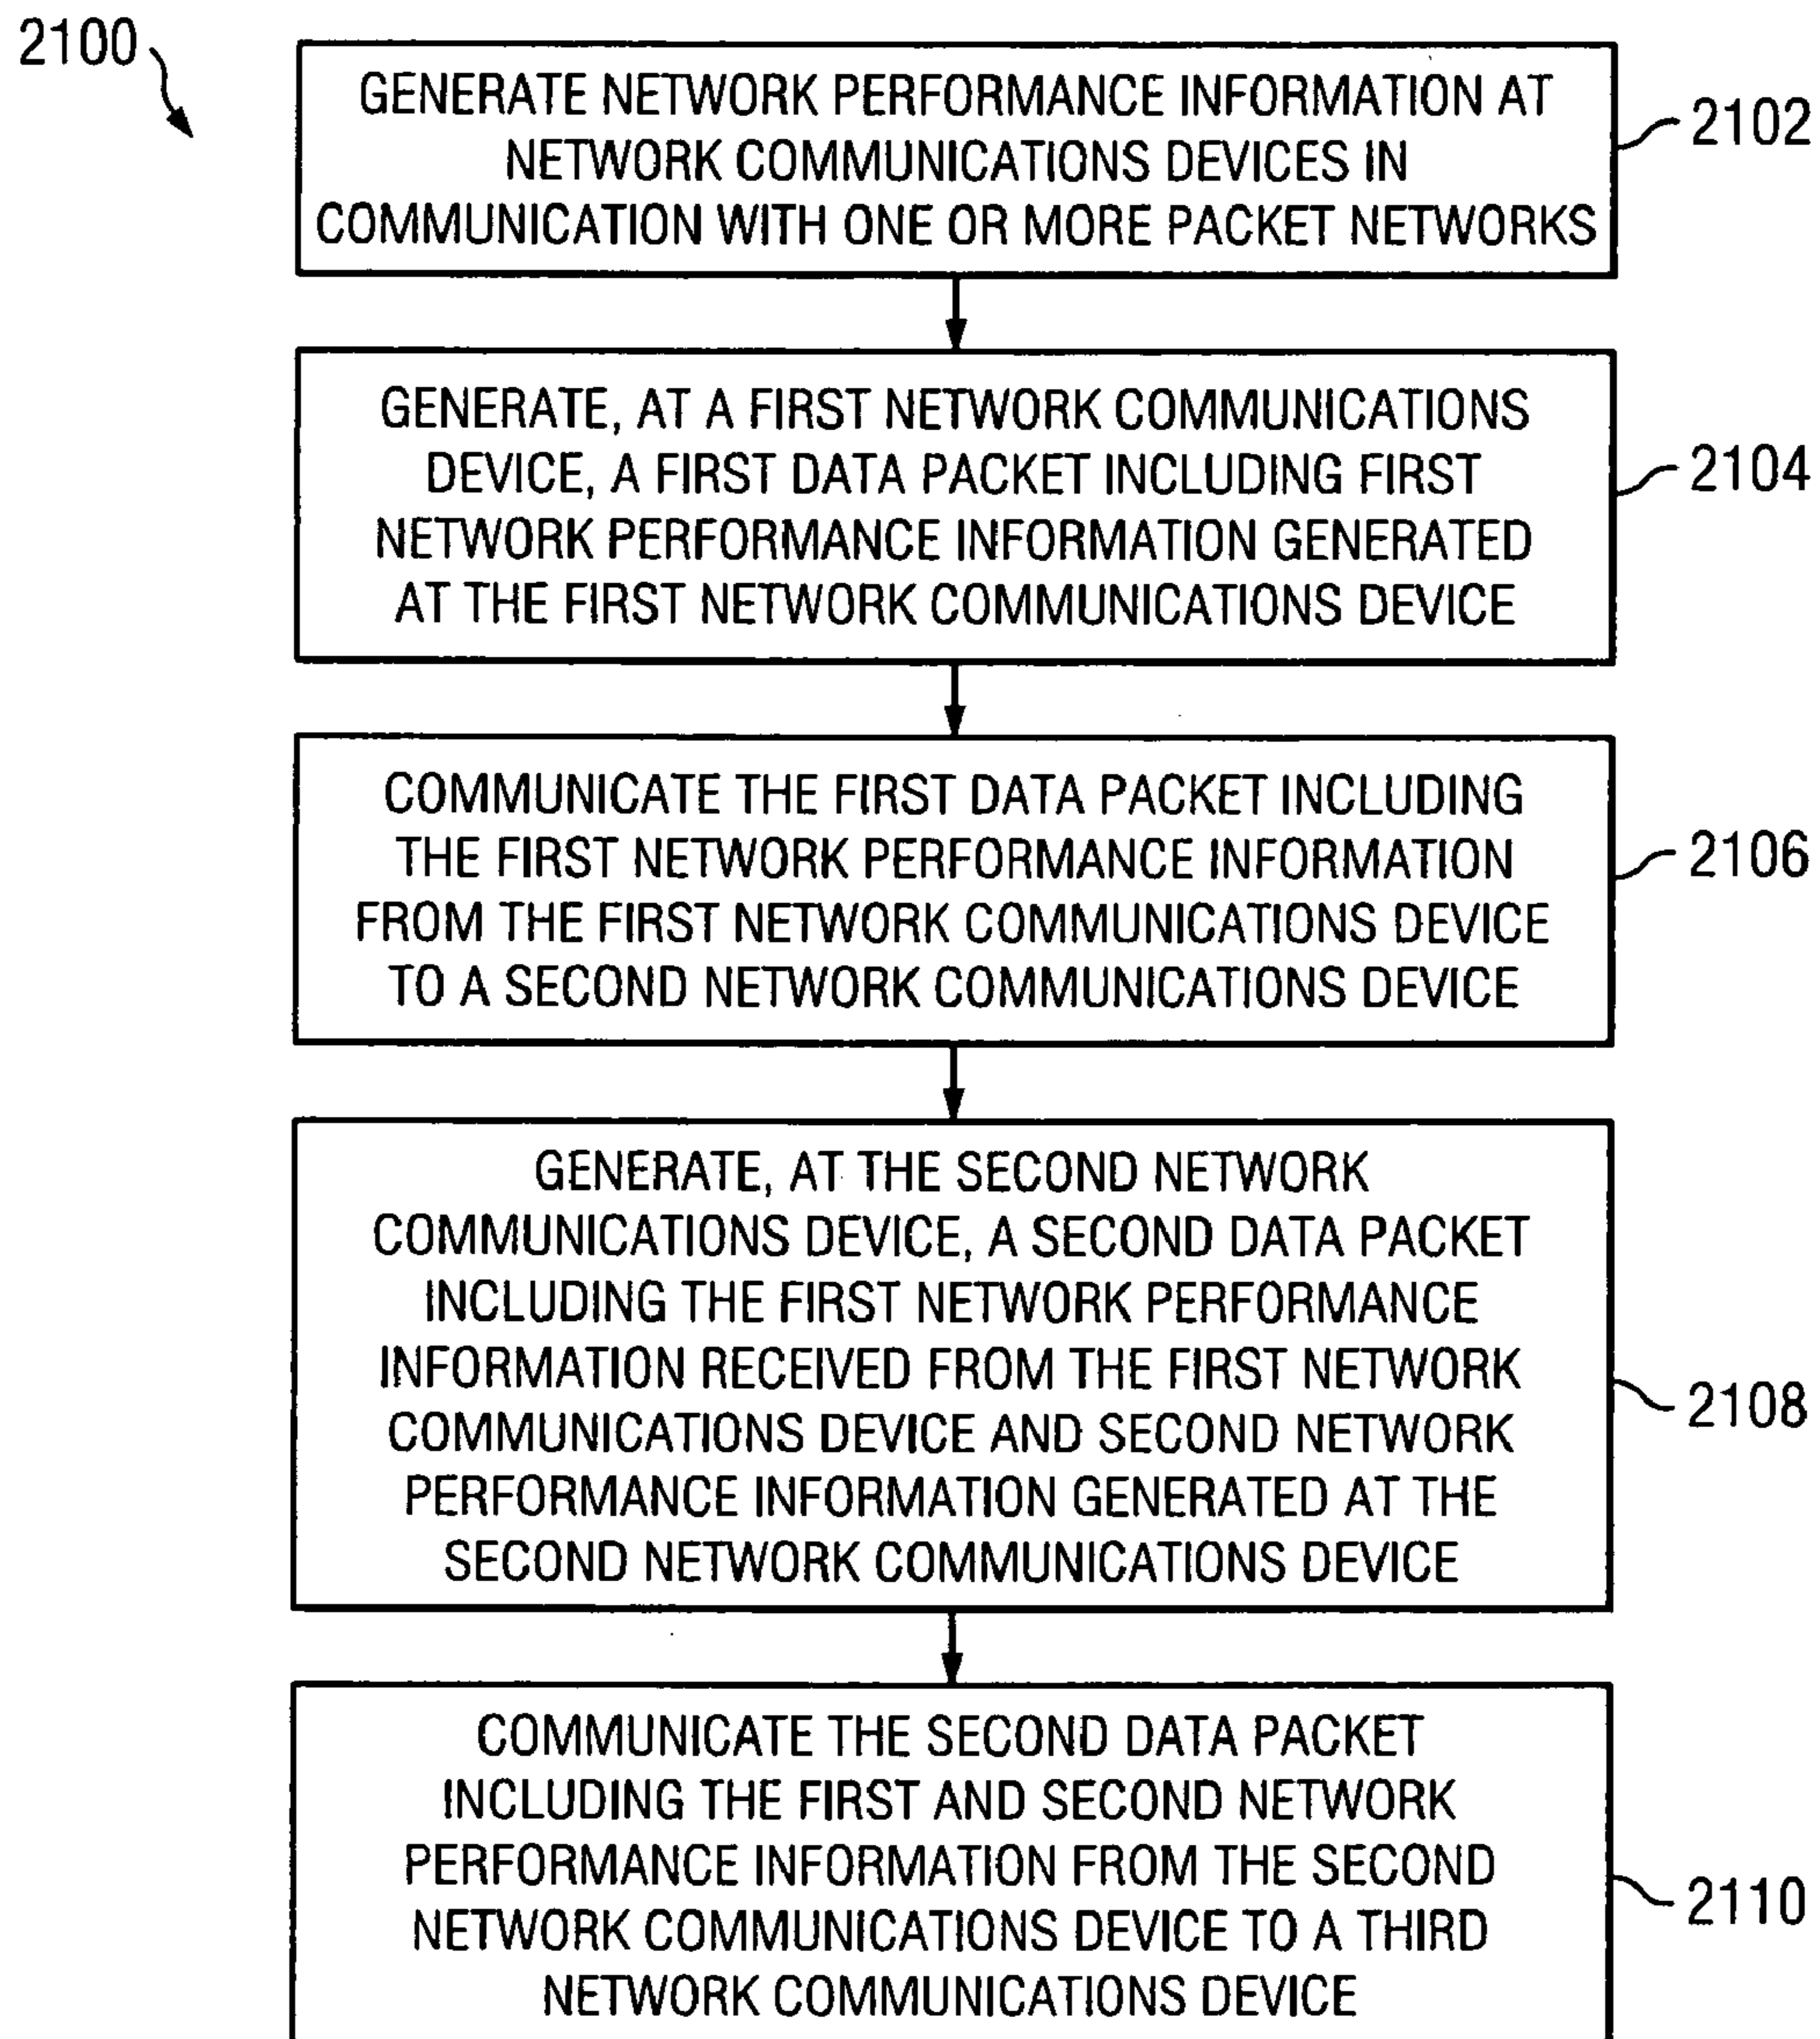 2100
GENERATE NETWORK PERFORMANCE INFORMATION AT
NETWORK COMMUNICATIONS DEVICES IN
COMMUNICATION WITH ONE OR MORE PACKET NETWORKS
2102
GENERATE, AT A FIRST NETWORK COMMUNICATIONS
DEVICE, A FIRST DATA PACKET INCLUDING FIRST
NETWORK PERFORMANCE INFORMATION GENERATED
AT THE FIRST NETWORK COMMUNICATIONS DEVICE
2104
COMMUNICATE THE FIRST DATA PACKET INCLUDING
THE FIRST NETWORK PERFORMANCE INFORMATION
FROM THE FIRST NETWORK COMMUNICATIONS DEVICE
TO A SECOND NETWORK COMMUNICATIONS DEVICE
2106
GENERATE, AT THE SECOND NETWORK
COMMUNICATIONS DEVICE, A SECOND DATA PACKET
INCLUDING THE FIRST NETWORK PERFORMANCE
INFORMATION RECEIVED FROM THE FIRST NETWORK
COMMUNICATIONS DEVICE AND SECOND NETWORK
PERFORMANCE INFORMATION GENERATED AT THE
SECOND NETWORK COMMUNICATIONS DEVICE
2108
COMMUNICATE THE SECOND DATA PACKET
INCLUDING THE FIRST AND SECOND NETWORK
PERFORMANCE INFORMATION FROM THE SECOND
NETWORK COMMUNICATIONS DEVICE TO A THIRD
NETWORK COMMUNICATIONS DEVICE
2110